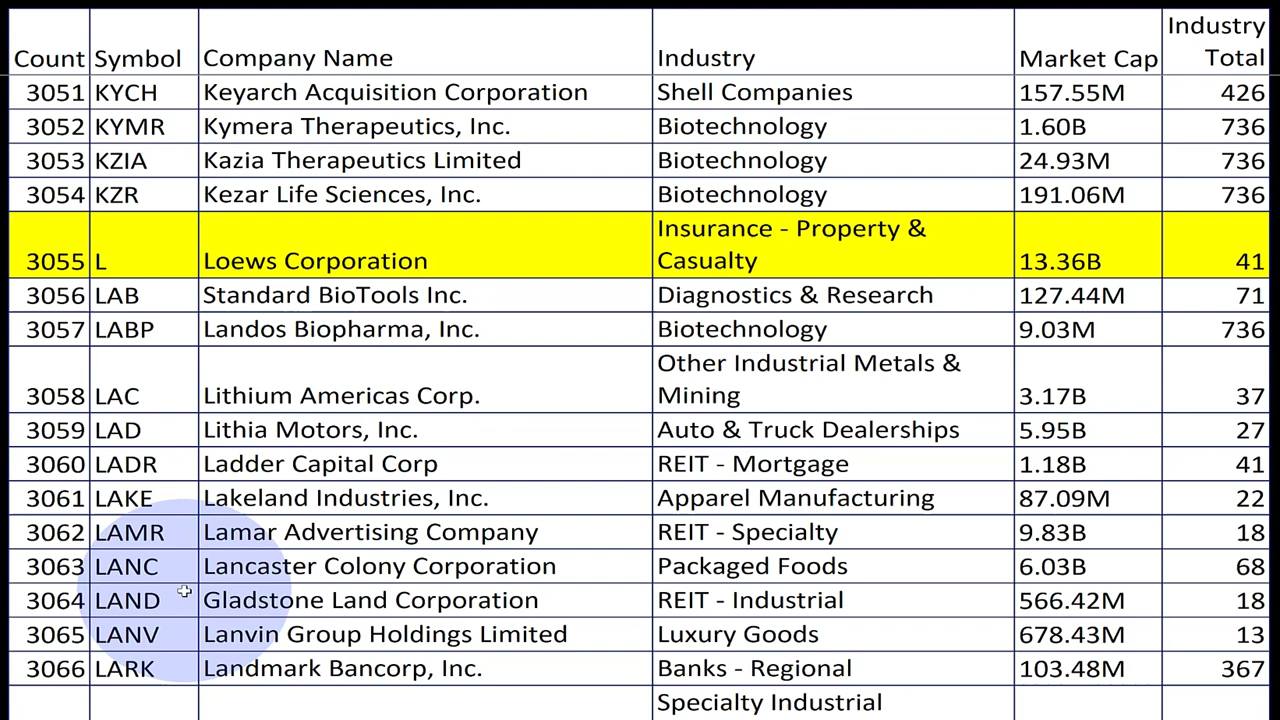 Count Symbol Company Name Industry Market Cap Industry Total
3051 KYCH Keyarch Acquisition Corporation Shell Companies 157.55M 426
3052 KYMR Kymera Therapeutics, Inc. Biotechnology 1.60B 736
3053 KZIA Kazia Therapeutics Limited Biotechnology 24.93M 736
3054 KZR Kezar Life Sciences, Inc. Biotechnology 191.06M 736
3055 L Loews Corporation Insurance - Property & Casualty 13.36B 41
3056 LAB Standard BioTools Inc. Diagnostics & Research 127.44M 71
3057 LABP Landos Biopharma, Inc. Biotechnology 9.03M 736
3058 LAC Lithium Americas Corp. Other Industrial Metals & Mining 3.17B 37
3059 LAD Lithia Motors, Inc. Auto & Truck Dealerships 5.95B 27
3060 LADR Ladder Capital Corp REIT - Mortgage 1.18B 41
3061 LAKE Lakeland Industries, Inc. Apparel Manufacturing 87.09M 22
3062 LAMR Lamar Advertising Company REIT - Specialty 9.83B 18
3063 LANC Lancaster Colony Corporation Packaged Foods 6.03B 68
3064 LAND Gladstone Land Corporation REIT - Industrial 566.42M 18
3065 LANV Lanvin Group Holdings Limited Luxury Goods 678.43M 13
3066 LARK Landmark Bancorp, Inc. Banks - Regional 103.48M 367
Specialty Industrial